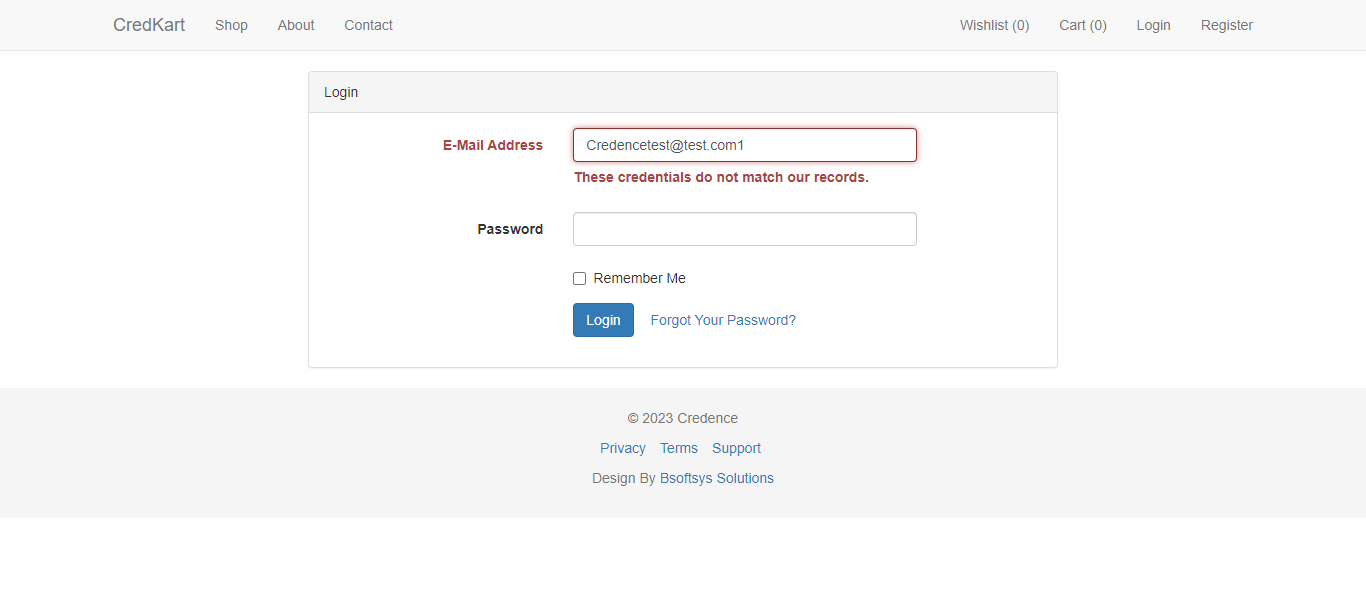 CredKart Shop About Contact Wishlist (0) Cart (0) Login Register
Login
E-Mail Address Credencetest@test.com1
These credentials do not match our records.
Password
Remember Me
Login Forgot Your Password?
© 2023 Credence
Privacy Terms Support
Design By Bsoftsys Solutions